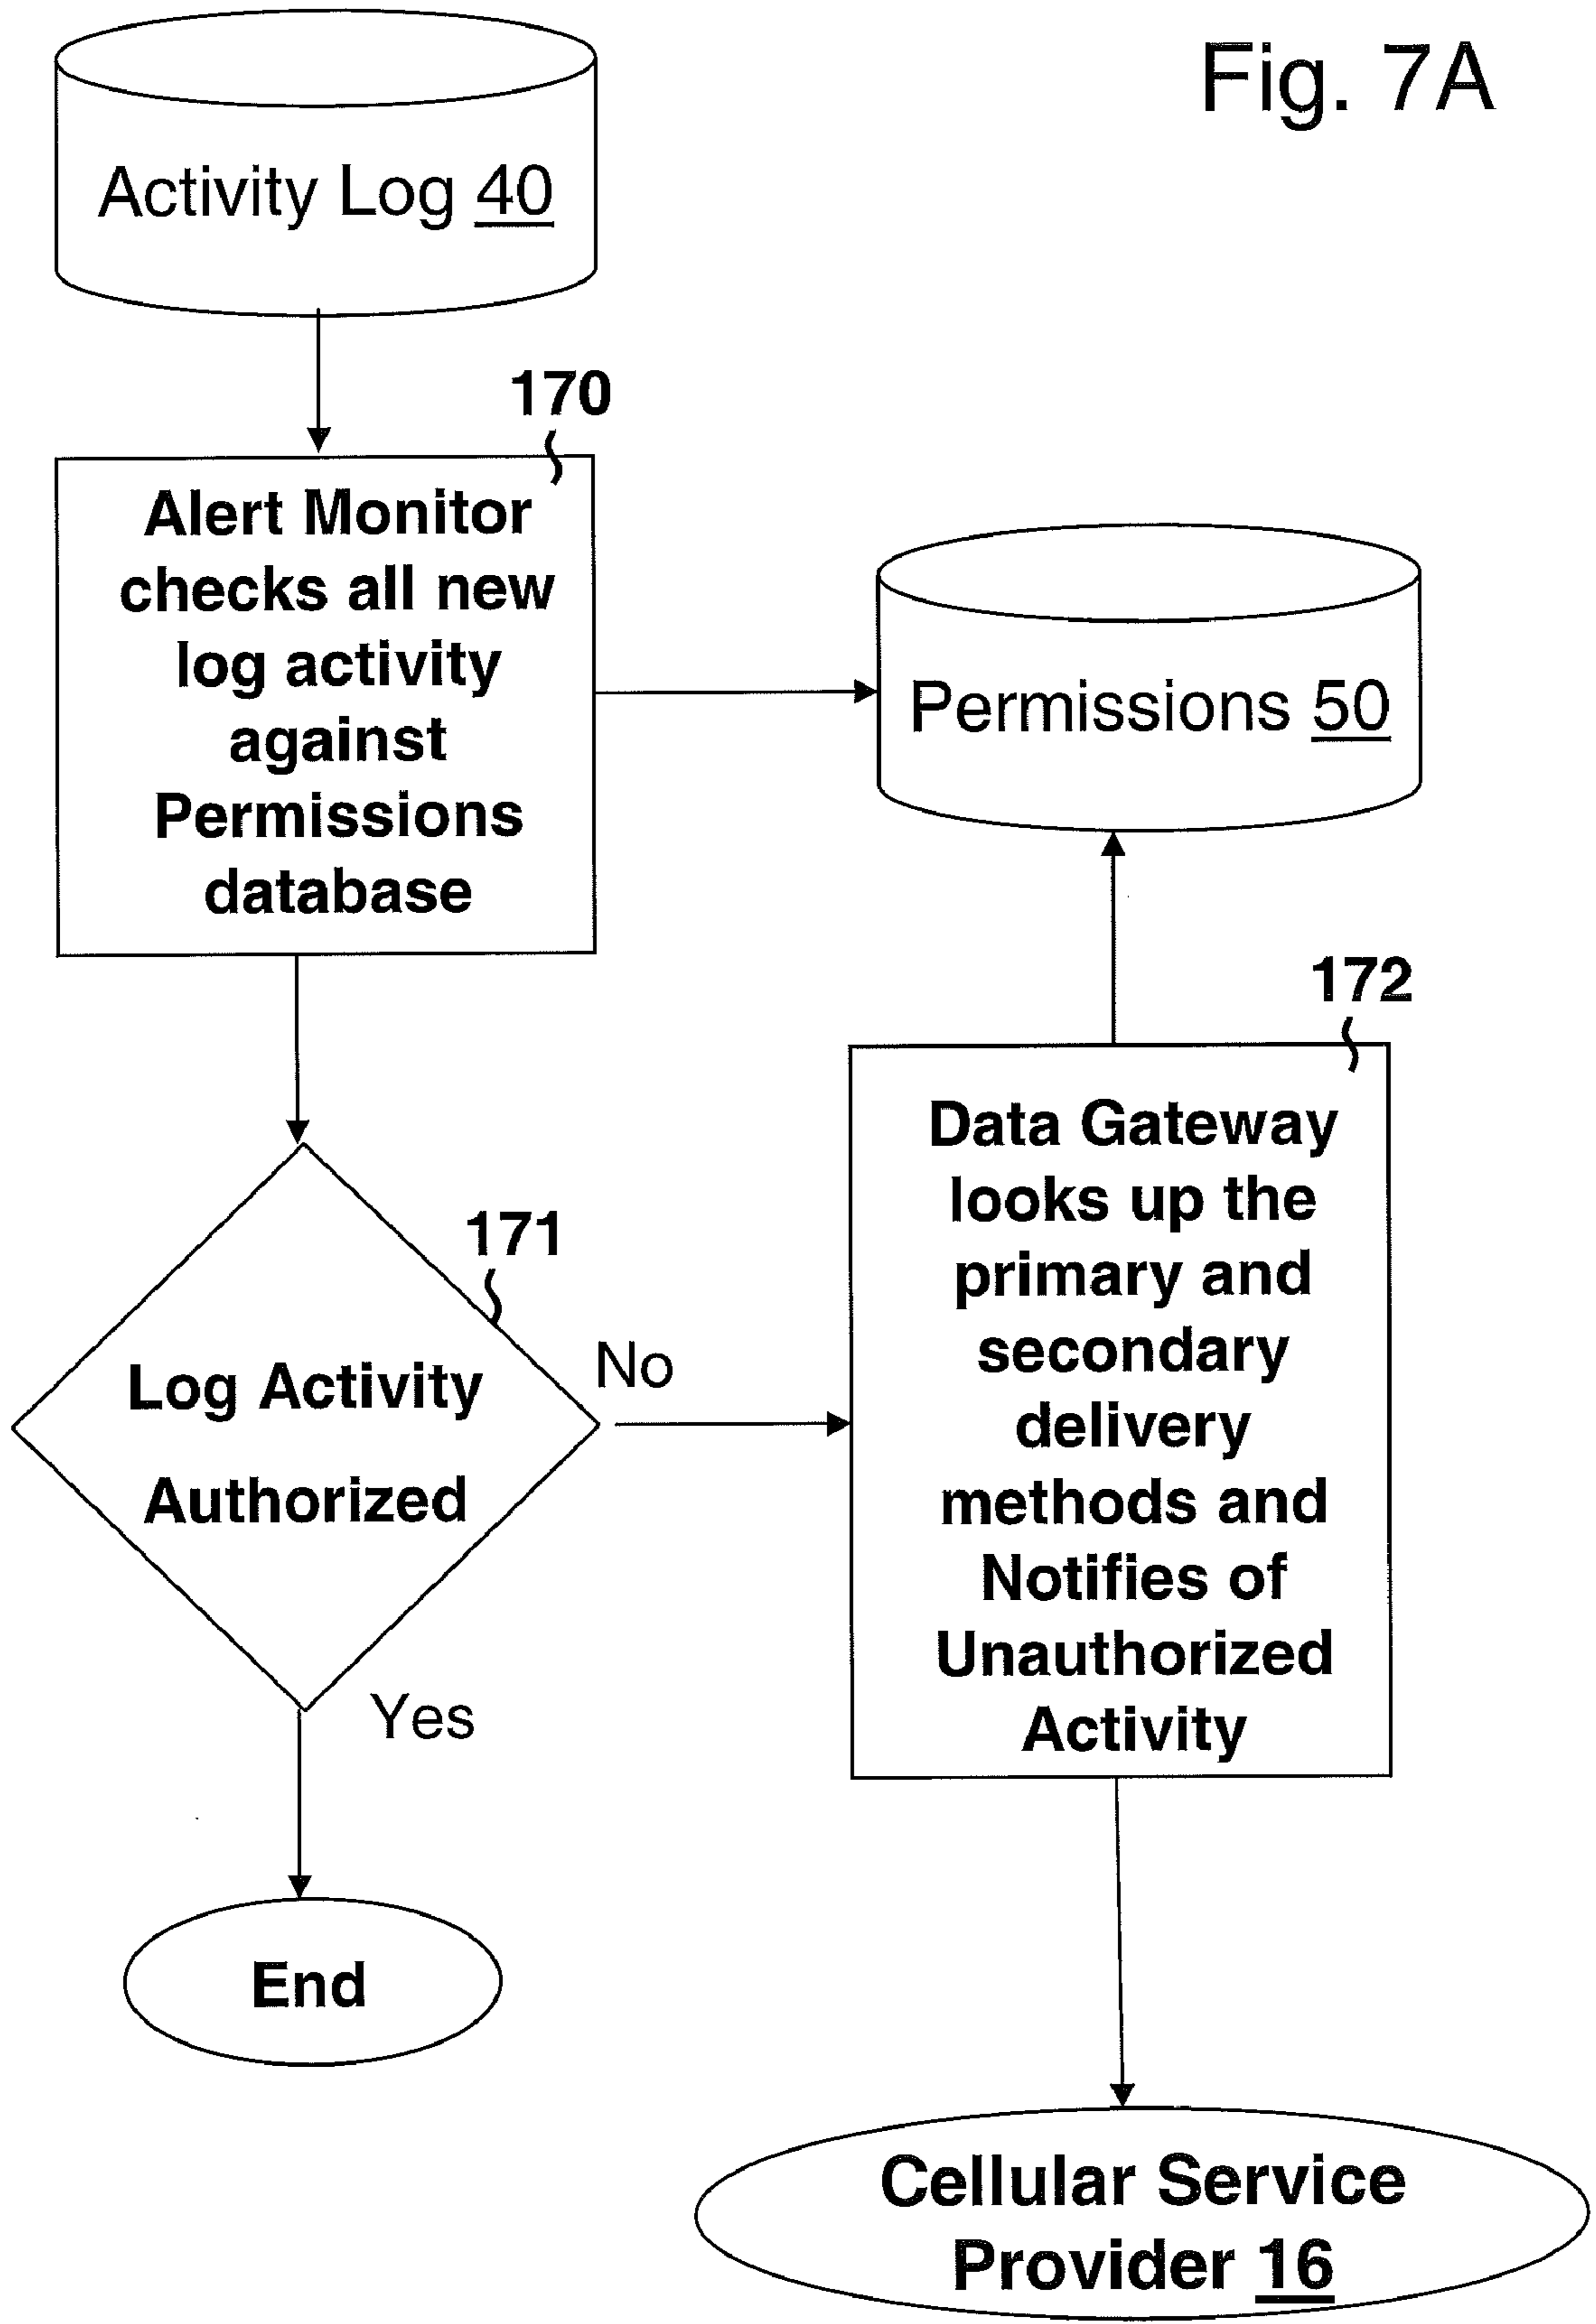 Fig. 7A
Activity Log 40
170
Alert Monitor
checks all new
log activity
against
Permissions
database
Permissions 50
172
Data Gateway
looks up the
primary and
secondary
delivery
methods and
Notifies of
Unauthorized
Activity
171
Log Activity
Authorized
No
Yes
End
Cellular Service
Provider 16